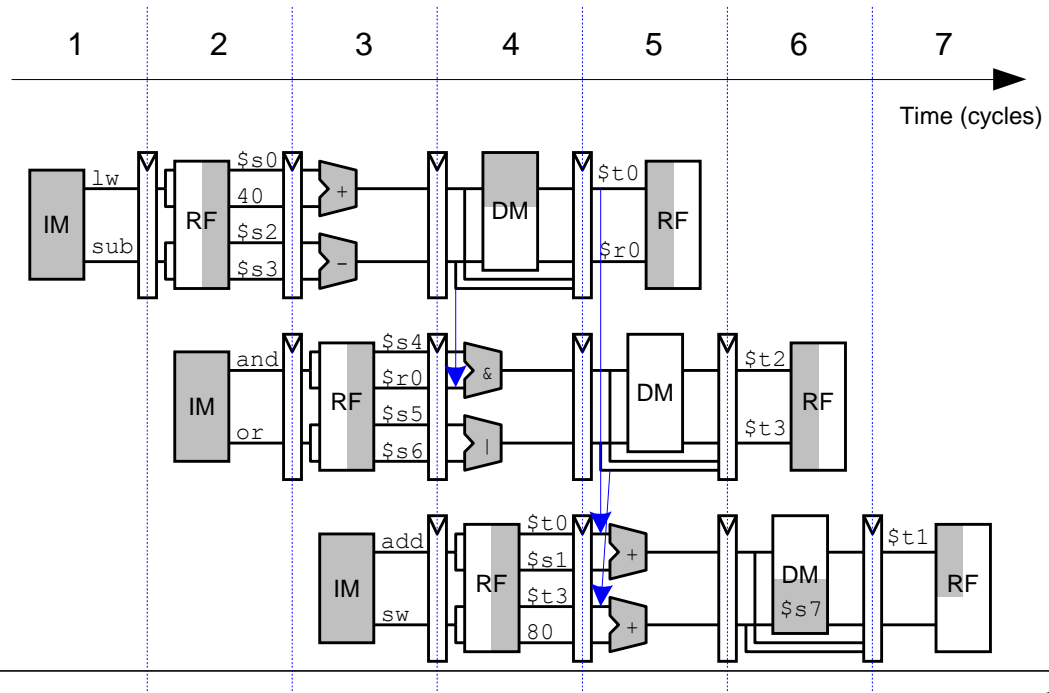 1 2 3 4 5 6 7
Time (cycles)
IM
lw
sub
RF
$s0
40
$s2
$s3
+
-
DM
$t0
$r0
RF
IM
and
or
RF
$s4
$r0
$s5
$s6
&
|
DM
$t2
$t3
RF
IM
add
sw
RF
$t0
$s1
$t3
80
+
+
DM
$s7
$t1
RF